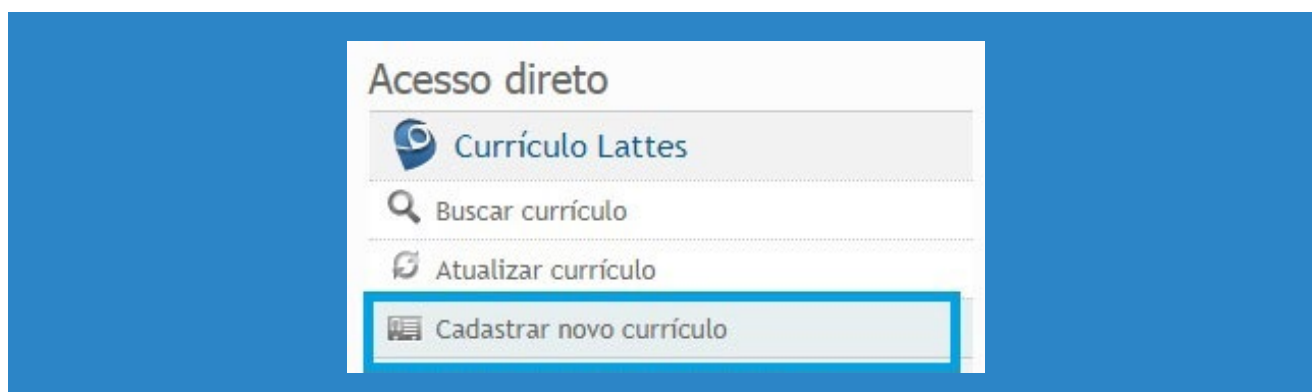 Acesso direto
Currículo Lattes
Buscar currículo
Atualizar currículo
Cadastrar novo currículo